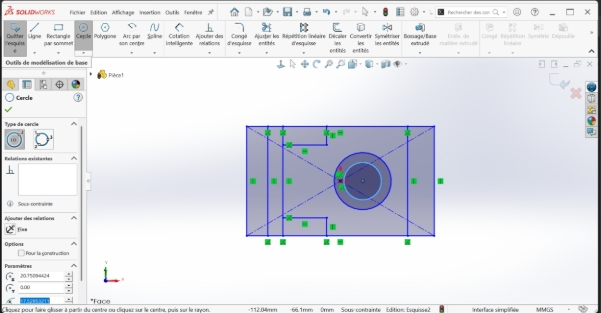 SOLIDWORKS Fichier Edition Affichage Insertion Outils Fenêtre
Quitter l'esquisse Ligne Rectangle par sommet Cercle Polygone Arc par son centre Spline Cotation intelligente Ajouter des relations Congé d'esquisse Ajuster les entités Répétition linéaire d'esquisse Décaler les entités Convertir les entités Symétriser les entités Bossage/base extrudé Enlev. de matière extrudé Congé Répétition linéaire Symétrie Dépouille
Outils de modélisation de base
Pièce1
Cercle
Type de cercle
Relations existantes
Sous-contrainte
Ajouter des relations
Fixe
Options
Pour la construction
Paramètres
20.75094424
0.00
*Face
Cliquez pour faire glisser à partir du centre ou cliquez sur le centre, puis sur le rayon. -112.04mm -66.1mm 0mm Sous-contrainte Edition: Esquisse2 Interface simplifiée MMGS